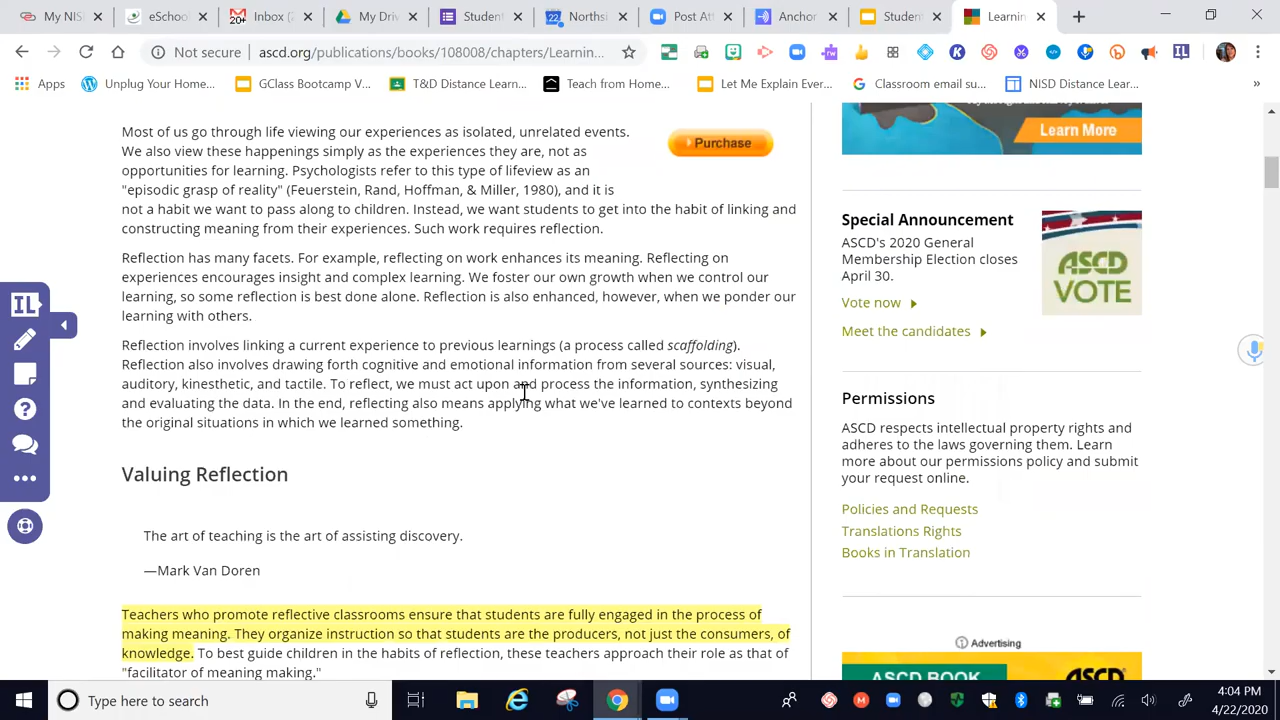 My NIS
eSchoo
Inbox (
My Dri
Studen
Norths
Post At
Anchor
Studen
Learnin
Not secure
ascd.org/publications/books/108008/chapters/Learnin...
Apps
Unplug Your Home...
GClass Bootcamp V...
T&D Distance Learn...
Teach from Home...
Let Me Explain Ever...
Classroom email su...
NISD Distance Lear...
»
Most of us go through life viewing our experiences as isolated, unrelated events.
We also view these happenings simply as the experiences they are, not as
opportunities for learning. Psychologists refer to this type of lifeview as an
"episodic grasp of reality" (Feuerstein, Rand, Hoffman, & Miller, 1980), and it is
not a habit we want to pass along to children. Instead, we want students to get into the habit of linking and
constructing meaning from their experiences. Such work requires reflection.
Purchase
Reflection has many facets. For example, reflecting on work enhances its meaning. Reflecting on
experiences encourages insight and complex learning. We foster our own growth when we control our
learning, so some reflection is best done alone. Reflection is also enhanced, however, when we ponder our
learning with others.
Reflection involves linking a current experience to previous learnings (a process called scaffolding).
Reflection also involves drawing forth cognitive and emotional information from several sources: visual,
auditory, kinesthetic, and tactile. To reflect, we must act upon and process the information, synthesizing
and evaluating the data. In the end, reflecting also means applying what we've learned to contexts beyond
the original situations in which we learned something.
Valuing Reflection
The art of teaching is the art of assisting discovery.
—Mark Van Doren
Teachers who promote reflective classrooms ensure that students are fully engaged in the process of
making meaning. They organize instruction so that students are the producers, not just the consumers, of
knowledge. To best guide children in the habits of reflection, these teachers approach their role as that of
"facilitator of meaning making."
Learn More
Special Announcement
ASCD's 2020 General
Membership Election closes
April 30.
Vote now
Meet the candidates
ASCD
VOTE
Permissions
ASCD respects intellectual property rights and
adheres to the laws governing them. Learn
more about our permissions policy and submit
your request online.
Policies and Requests
Translations Rights
Books in Translation
Advertising
ASCD BOOK
ASCD
IL
Type here to search
4:04 PM
4/22/2020